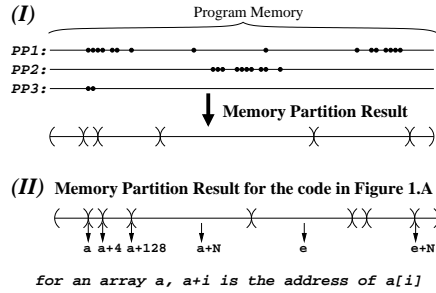 (I)
Program Memory
PP1:
PP2:
PP3:
Memory Partition Result
(II) Memory Partition Result for the code in Figure 1.A
a a+4 a+128 a+N e e+N
for an array a, a+i is the address of a[i]